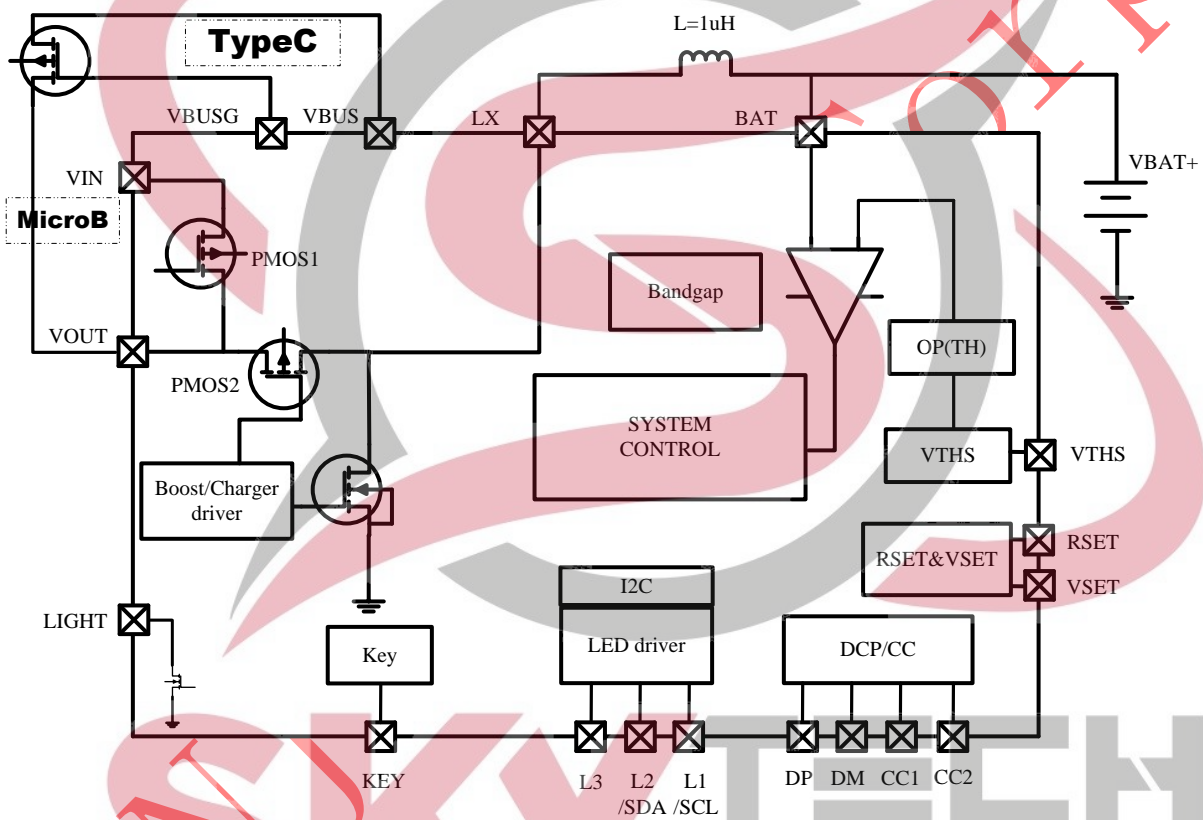 L=1uH
TypeC
VBUSG
VBUS
LX
BAT
VBAT+
VIN
MicroB
PMOS1
Bandgap
VOUT
OP(TH)
PMOS2
SYSTEM
CONTROL
VTHS
VTHS
Boost/Charger
driver
RSET&VSET
RSET
VSET
I2C
LIGHT
Key
LED driver
DCP/CC
KEY
L3
L2
/SDA
L1
/SCL
DP
DM
CC1
CC2
SKYTECH